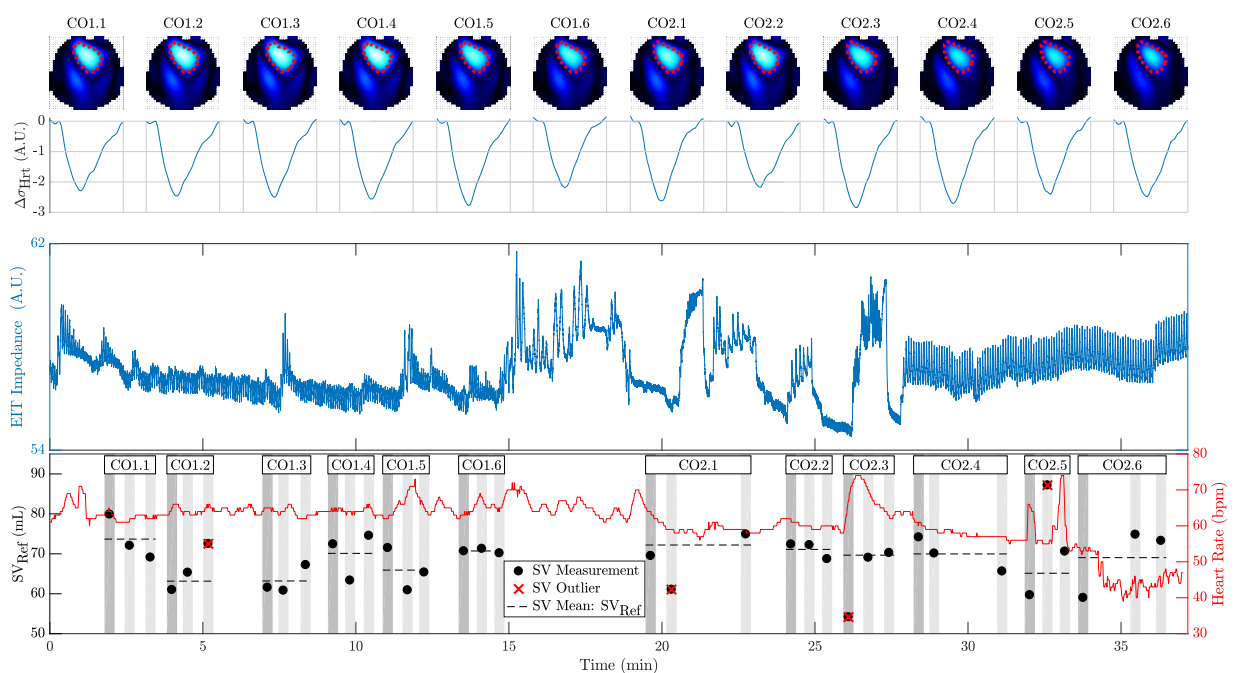 CO1.1 CO1.2 CO1.3 CO1.4 CO1.5 CO1.6 CO2.1 CO2.2 CO2.3 CO2.4 CO2.5 CO2.6
Δσ_Hrt (A.U.)
0
-1
-2
-3
EIT Impedance (A.U.)
62
54
SV_Ref (mL)
90
80
70
60
50
CO1.1 CO1.2 CO1.3 CO1.4 CO1.5 CO1.6 CO2.1 CO2.2 CO2.3 CO2.4 CO2.5 CO2.6
SV Measurement
SV Outlier
SV Mean: SV_Ref
80
70
60
50
40
30
Heart Rate (bpm)
0 5 10 15 20 25 30 35
Time (min)